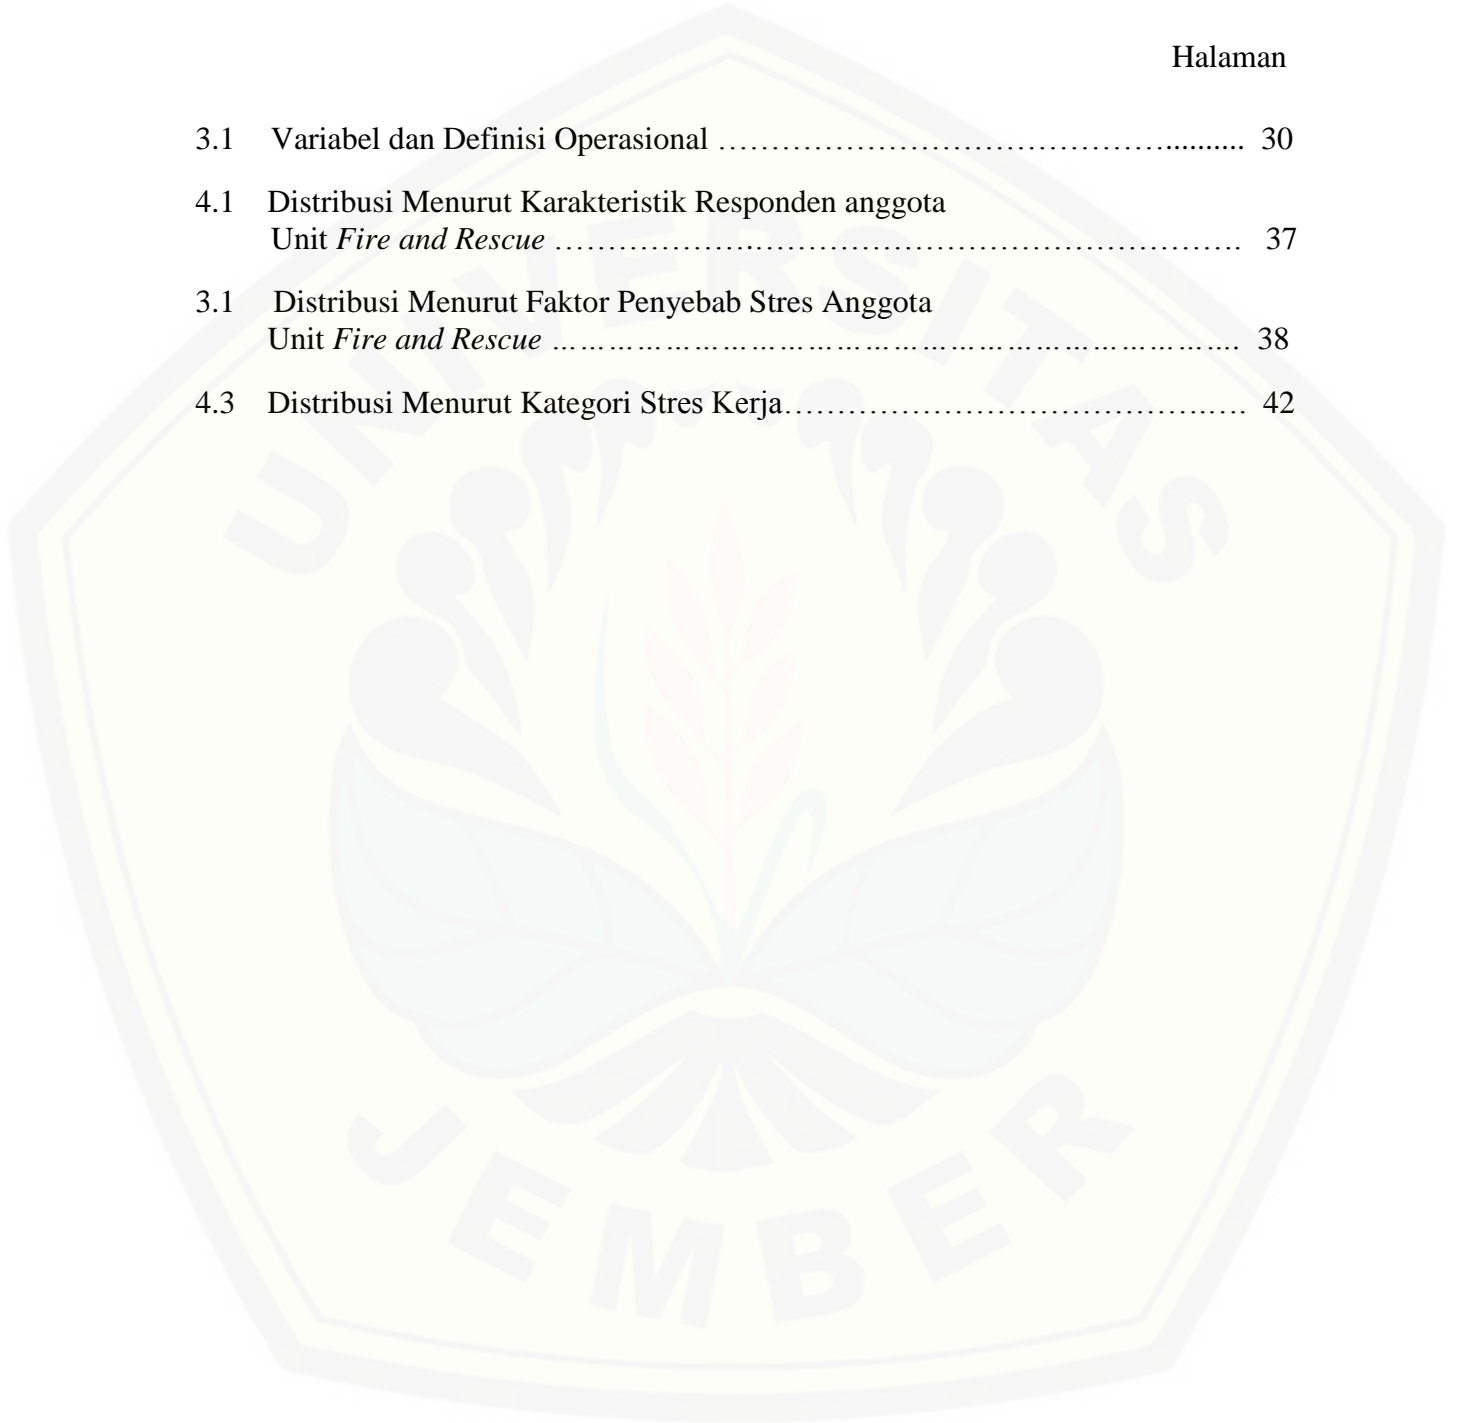 Halaman
3.1 Variabel dan Definisi Operasional ……………………………………….......... 30
4.1 Distribusi Menurut Karakteristik Responden anggota
Unit Fire and Rescue ………………..…………………………………………. 37
3.1 Distribusi Menurut Faktor Penyebab Stres Anggota
Unit Fire and Rescue ……………………………………………………………... 38
4.3 Distribusi Menurut Kategori Stres Kerja…………………………………..…. 42
UNIVERSITAS
JEMBER